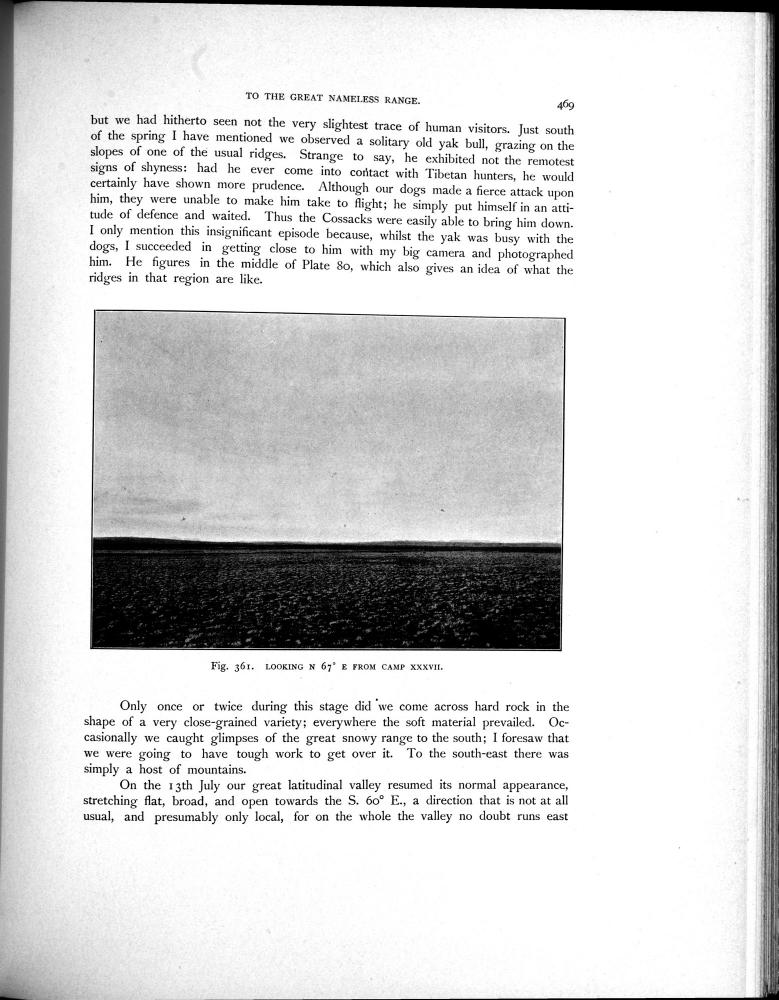 TO THE GREAT NAMELESS RANGE.
469
but we had hitherto seen not the very slightest trace of human visitors. Just south
of the spring I have mentioned we observed a solitary old yak bull, grazing on the
slopes of one of the usual ridges. Strange to say, he exhibited not the remotest
signs of shyness: had he ever come into contact with Tibetan hunters, he would
certainly have shown more prudence. Although our dogs made a fierce attack upon
him, they were unable to make him take to flight; he simply put himself in an atti-
tude of defence and waited. Thus the Cossacks were easily able to bring him down.
I only mention this insignificant episode because, whilst the yak was busy with the
dogs, I succeeded in getting close to him with my big camera and photographed
him. He figures in the middle of Plate 80, which also gives an idea of what the
ridges in that region are like.
Fig. 361. LOOKING N 67° E FROM CAMP XXXVII.
Only once or twice during this stage did we come across hard rock in the
shape of a very close-grained variety; everywhere the soft material prevailed. Oc-
casionally we caught glimpses of the great snowy range to the south; I foresaw that
we were going to have tough work to get over it. To the south-east there was
simply a host of mountains.
On the 13th July our great latitudinal valley resumed its normal appearance,
stretching flat, broad, and open towards the S. 60° E., a direction that is not at all
usual, and presumably only local, for on the whole the valley no doubt runs east